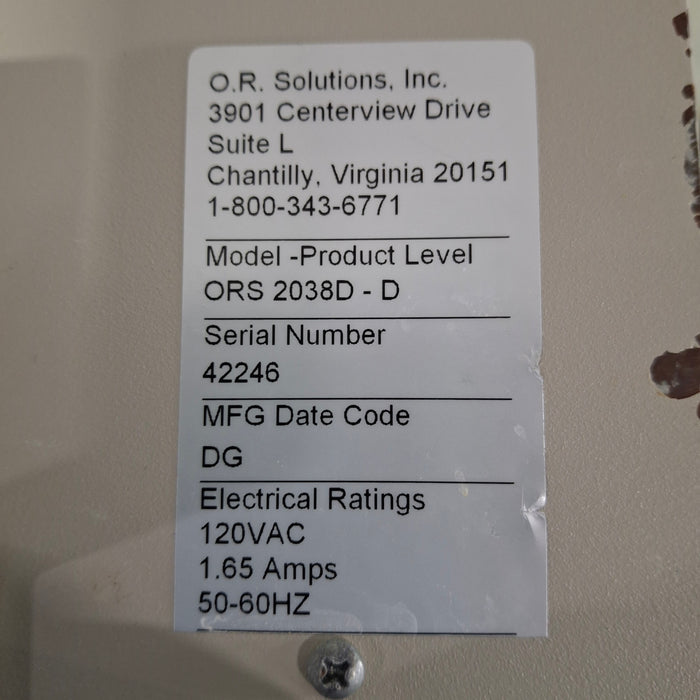 O.R. Solutions, Inc.
3901 Centerview Drive
Suite L
Chantilly, Virginia 20151
1-800-343-6771
Model -Product Level
ORS 2038D - D
Serial Number
42246
MFG Date Code
DG
Electrical Ratings
120VAC
1.65 Amps
50-60HZ